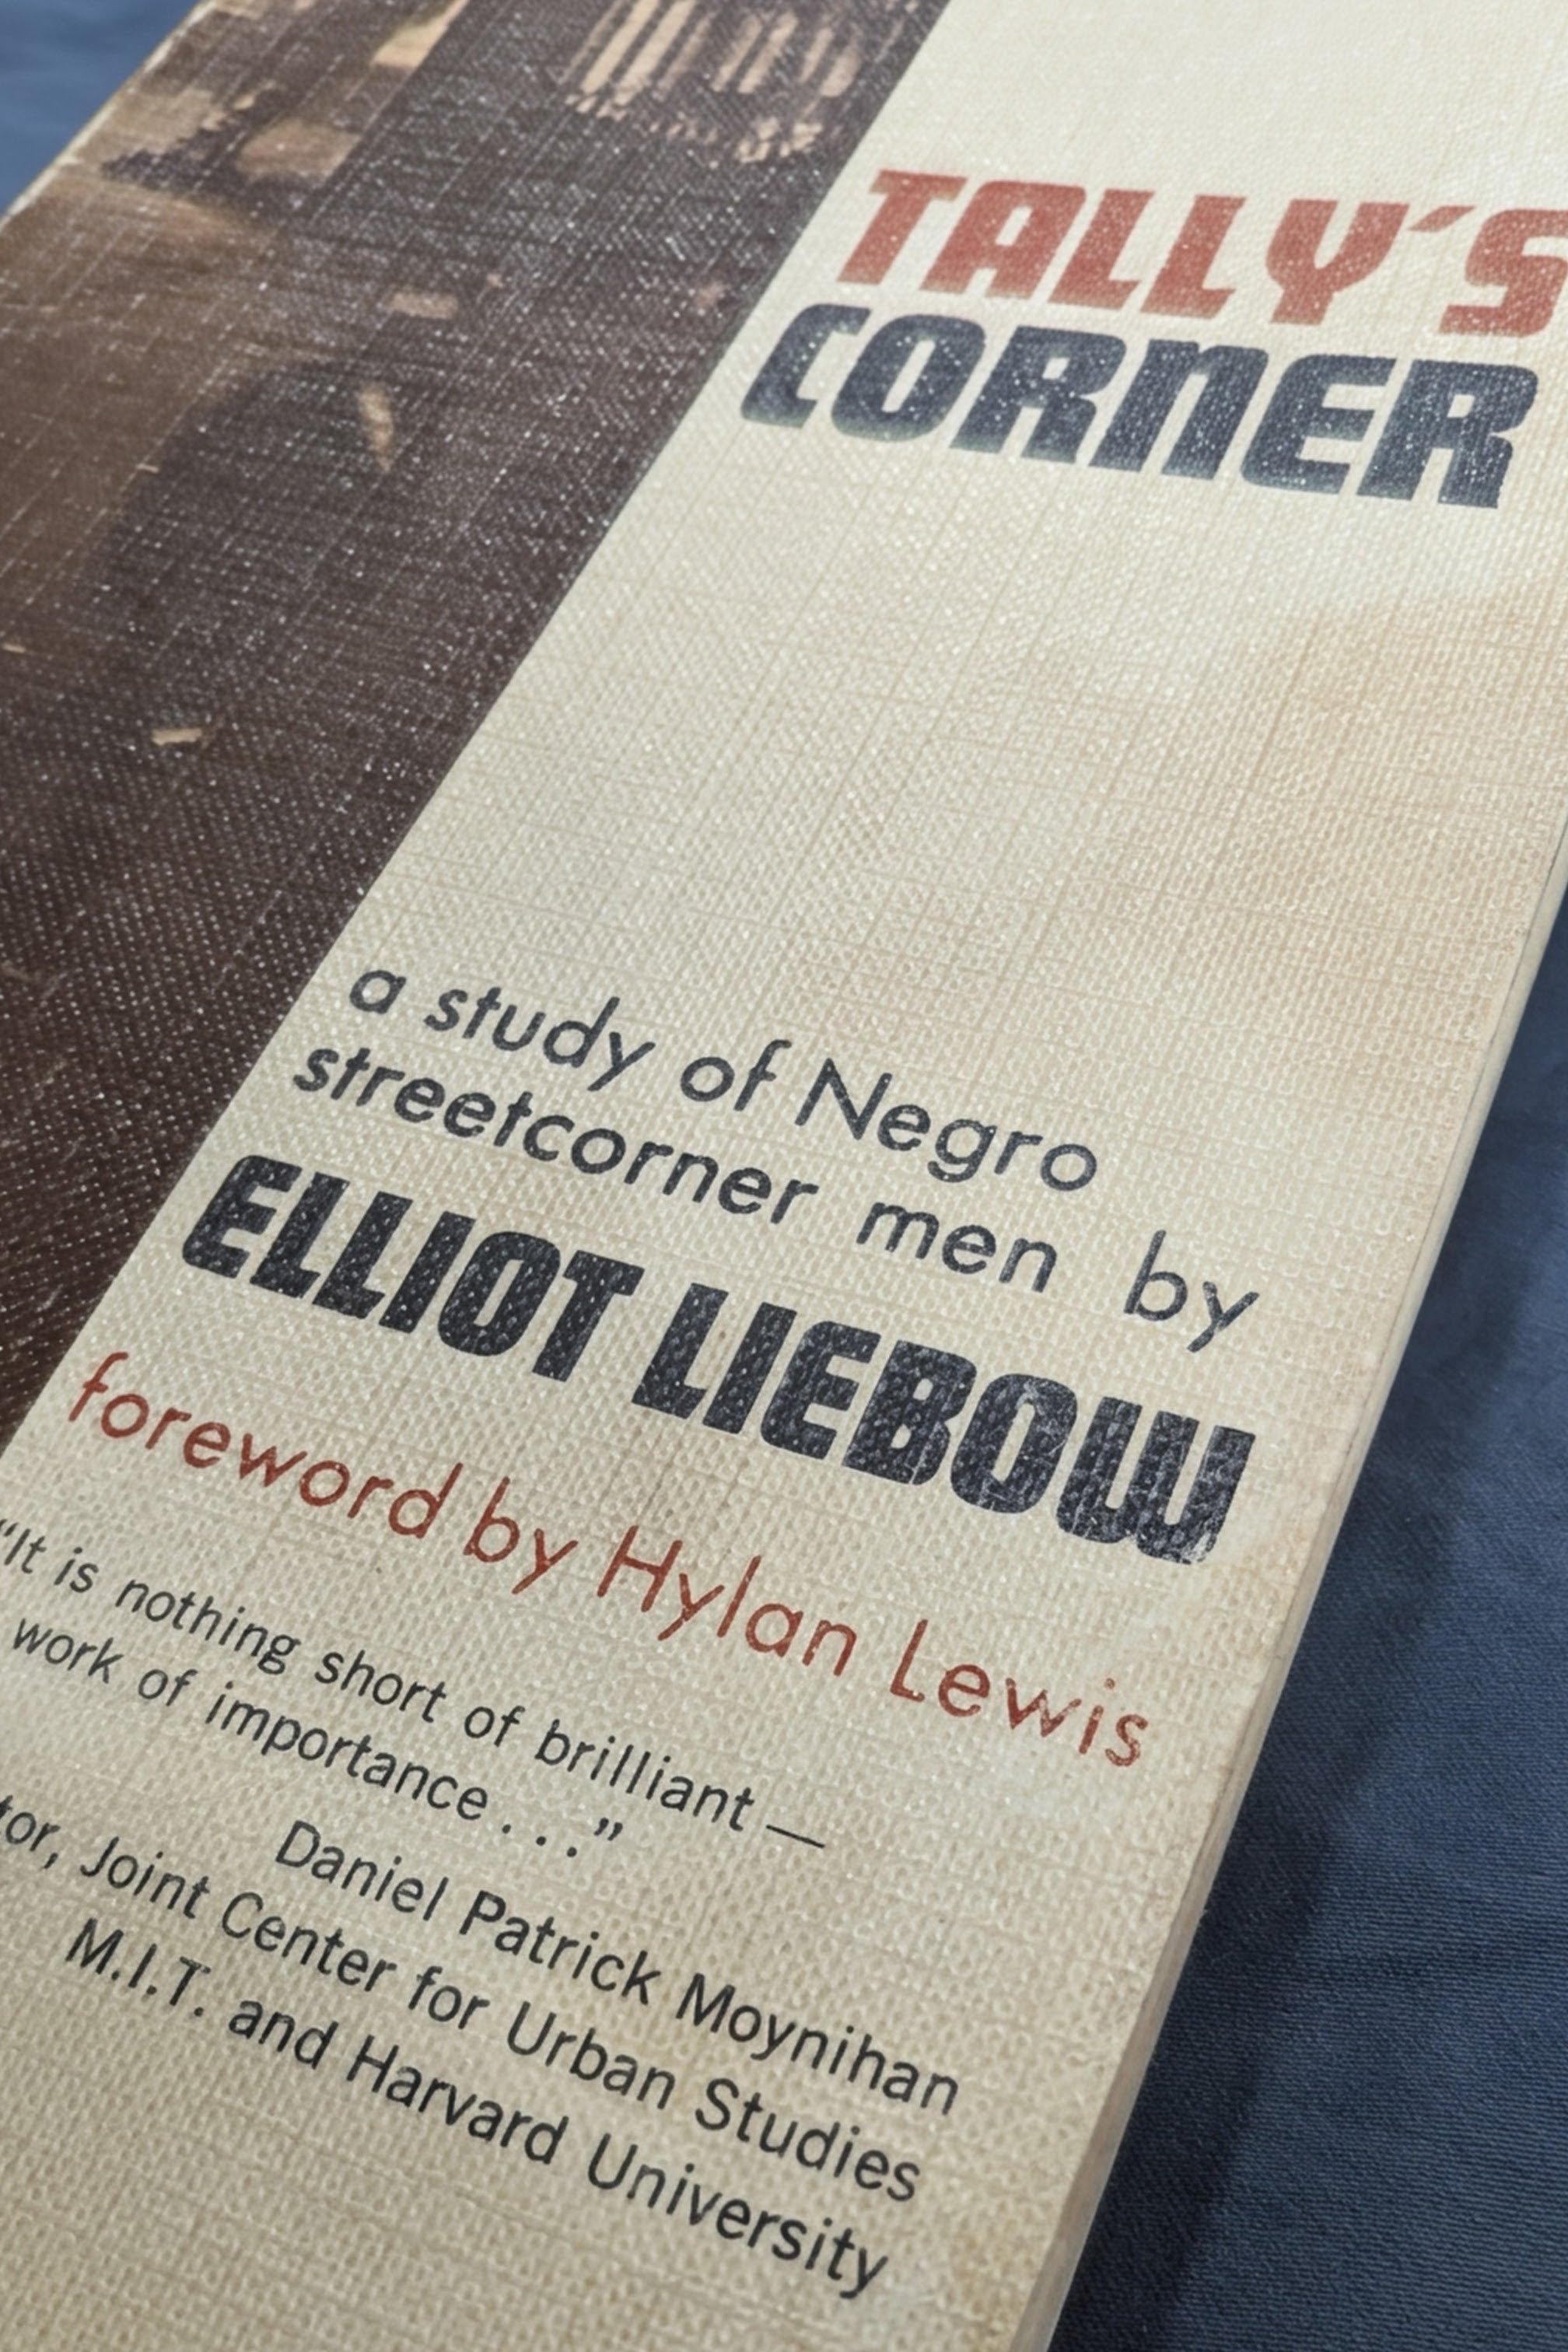 TALLY'S
CORNER
a study of Negro
streetcorner men by
ELLIOT LIEBOW
foreword by Hylan Lewis
"It is nothing short of brilliant —
work of importance . . ."
Daniel Patrick Moynihan
Joint Center for Urban Studies
M.I.T. and Harvard University